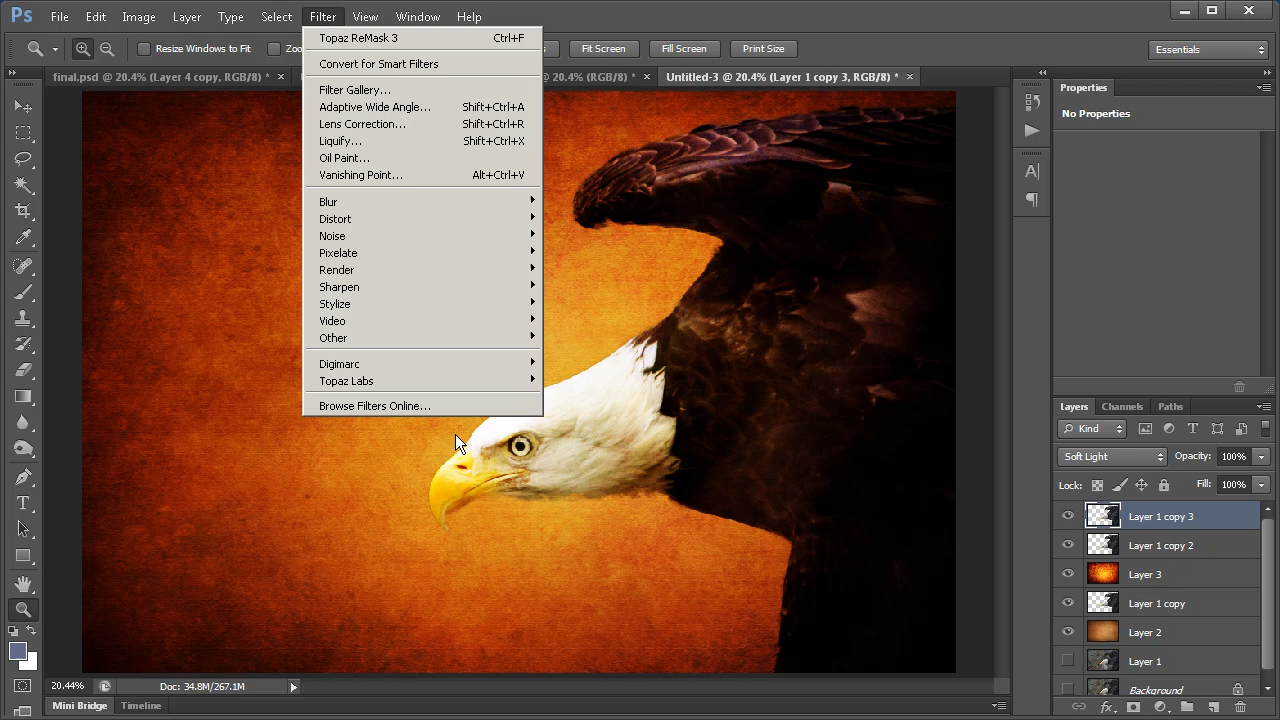 Ps File Edit Image Layer Type Select Filter View Window Help
Resize Windows to Fit Zoo Fit Screen Fill Screen Print Size Essentials
final.psd @ 20.4% (Layer 4 copy, RGB/8) * × @ 20.4% (RGB/8) * × Untitled-3 @ 20.4% (Layer 1 copy 3, RGB/8) * ×
Topaz ReMask 3 Ctrl+F
Convert for Smart Filters
Filter Gallery...
Adaptive Wide Angle... Shift+Ctrl+A
Lens Correction... Shift+Ctrl+R
Liquify... Shift+Ctrl+X
Oil Paint...
Vanishing Point... Alt+Ctrl+V
Blur
Distort
Noise
Pixelate
Render
Sharpen
Stylize
Video
Other
Digimarc
Topaz Labs
Browse Filters Online...
Properties
No Properties
Layers Channels Paths
Kind
Soft Light Opacity: 100%
Lock: Fill: 100%
Layer 1 copy 3
Layer 1 copy 2
Layer 3
Layer 1 copy
Layer 2
Layer 1
Background
20.44% Doc: 34.8M/267.1M
Mini Bridge Timeline